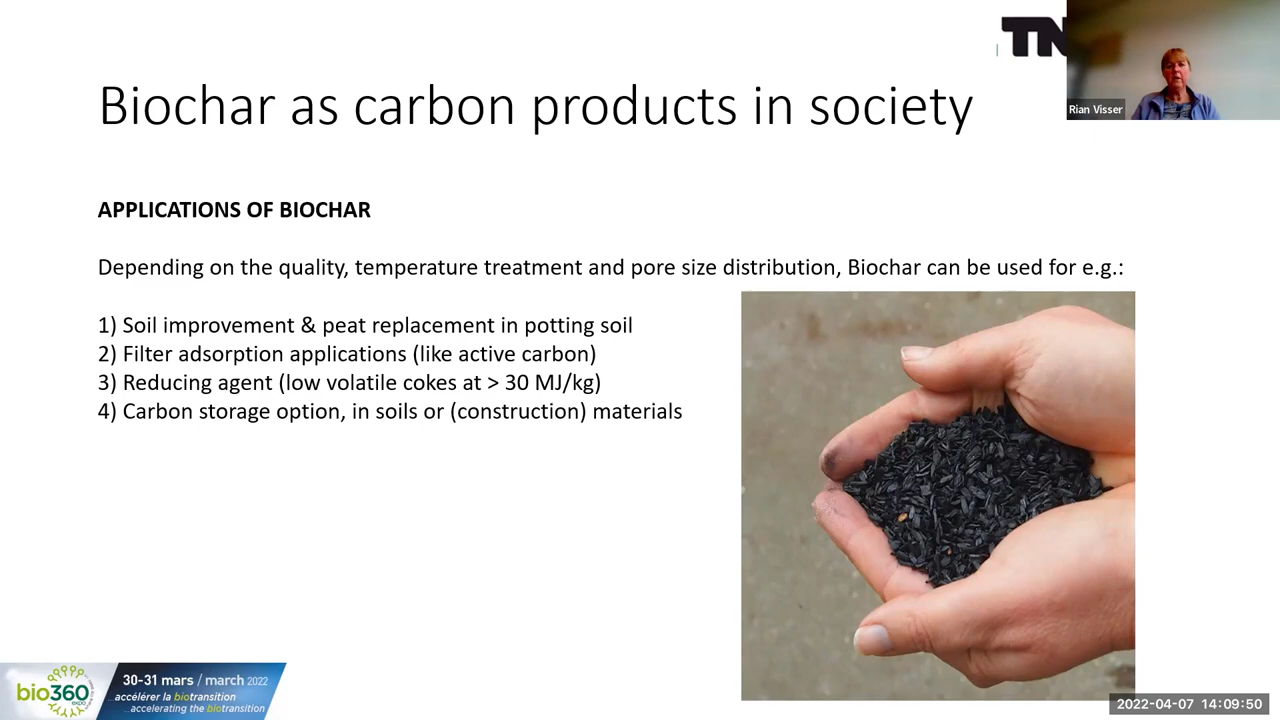 TN
Rian Visser
Biochar as carbon products in society
APPLICATIONS OF BIOCHAR
Depending on the quality, temperature treatment and pore size distribution, Biochar can be used for e.g.:
1) Soil improvement & peat replacement in potting soil
2) Filter adsorption applications (like active carbon)
3) Reducing agent (low volatile cokes at > 30 MJ/kg)
4) Carbon storage option, in soils or (construction) materials
bio360
expo
30-31 mars / march 2022
accélérer la biotransition
...accelerating the biotransition
2022-04-07 14:09:50